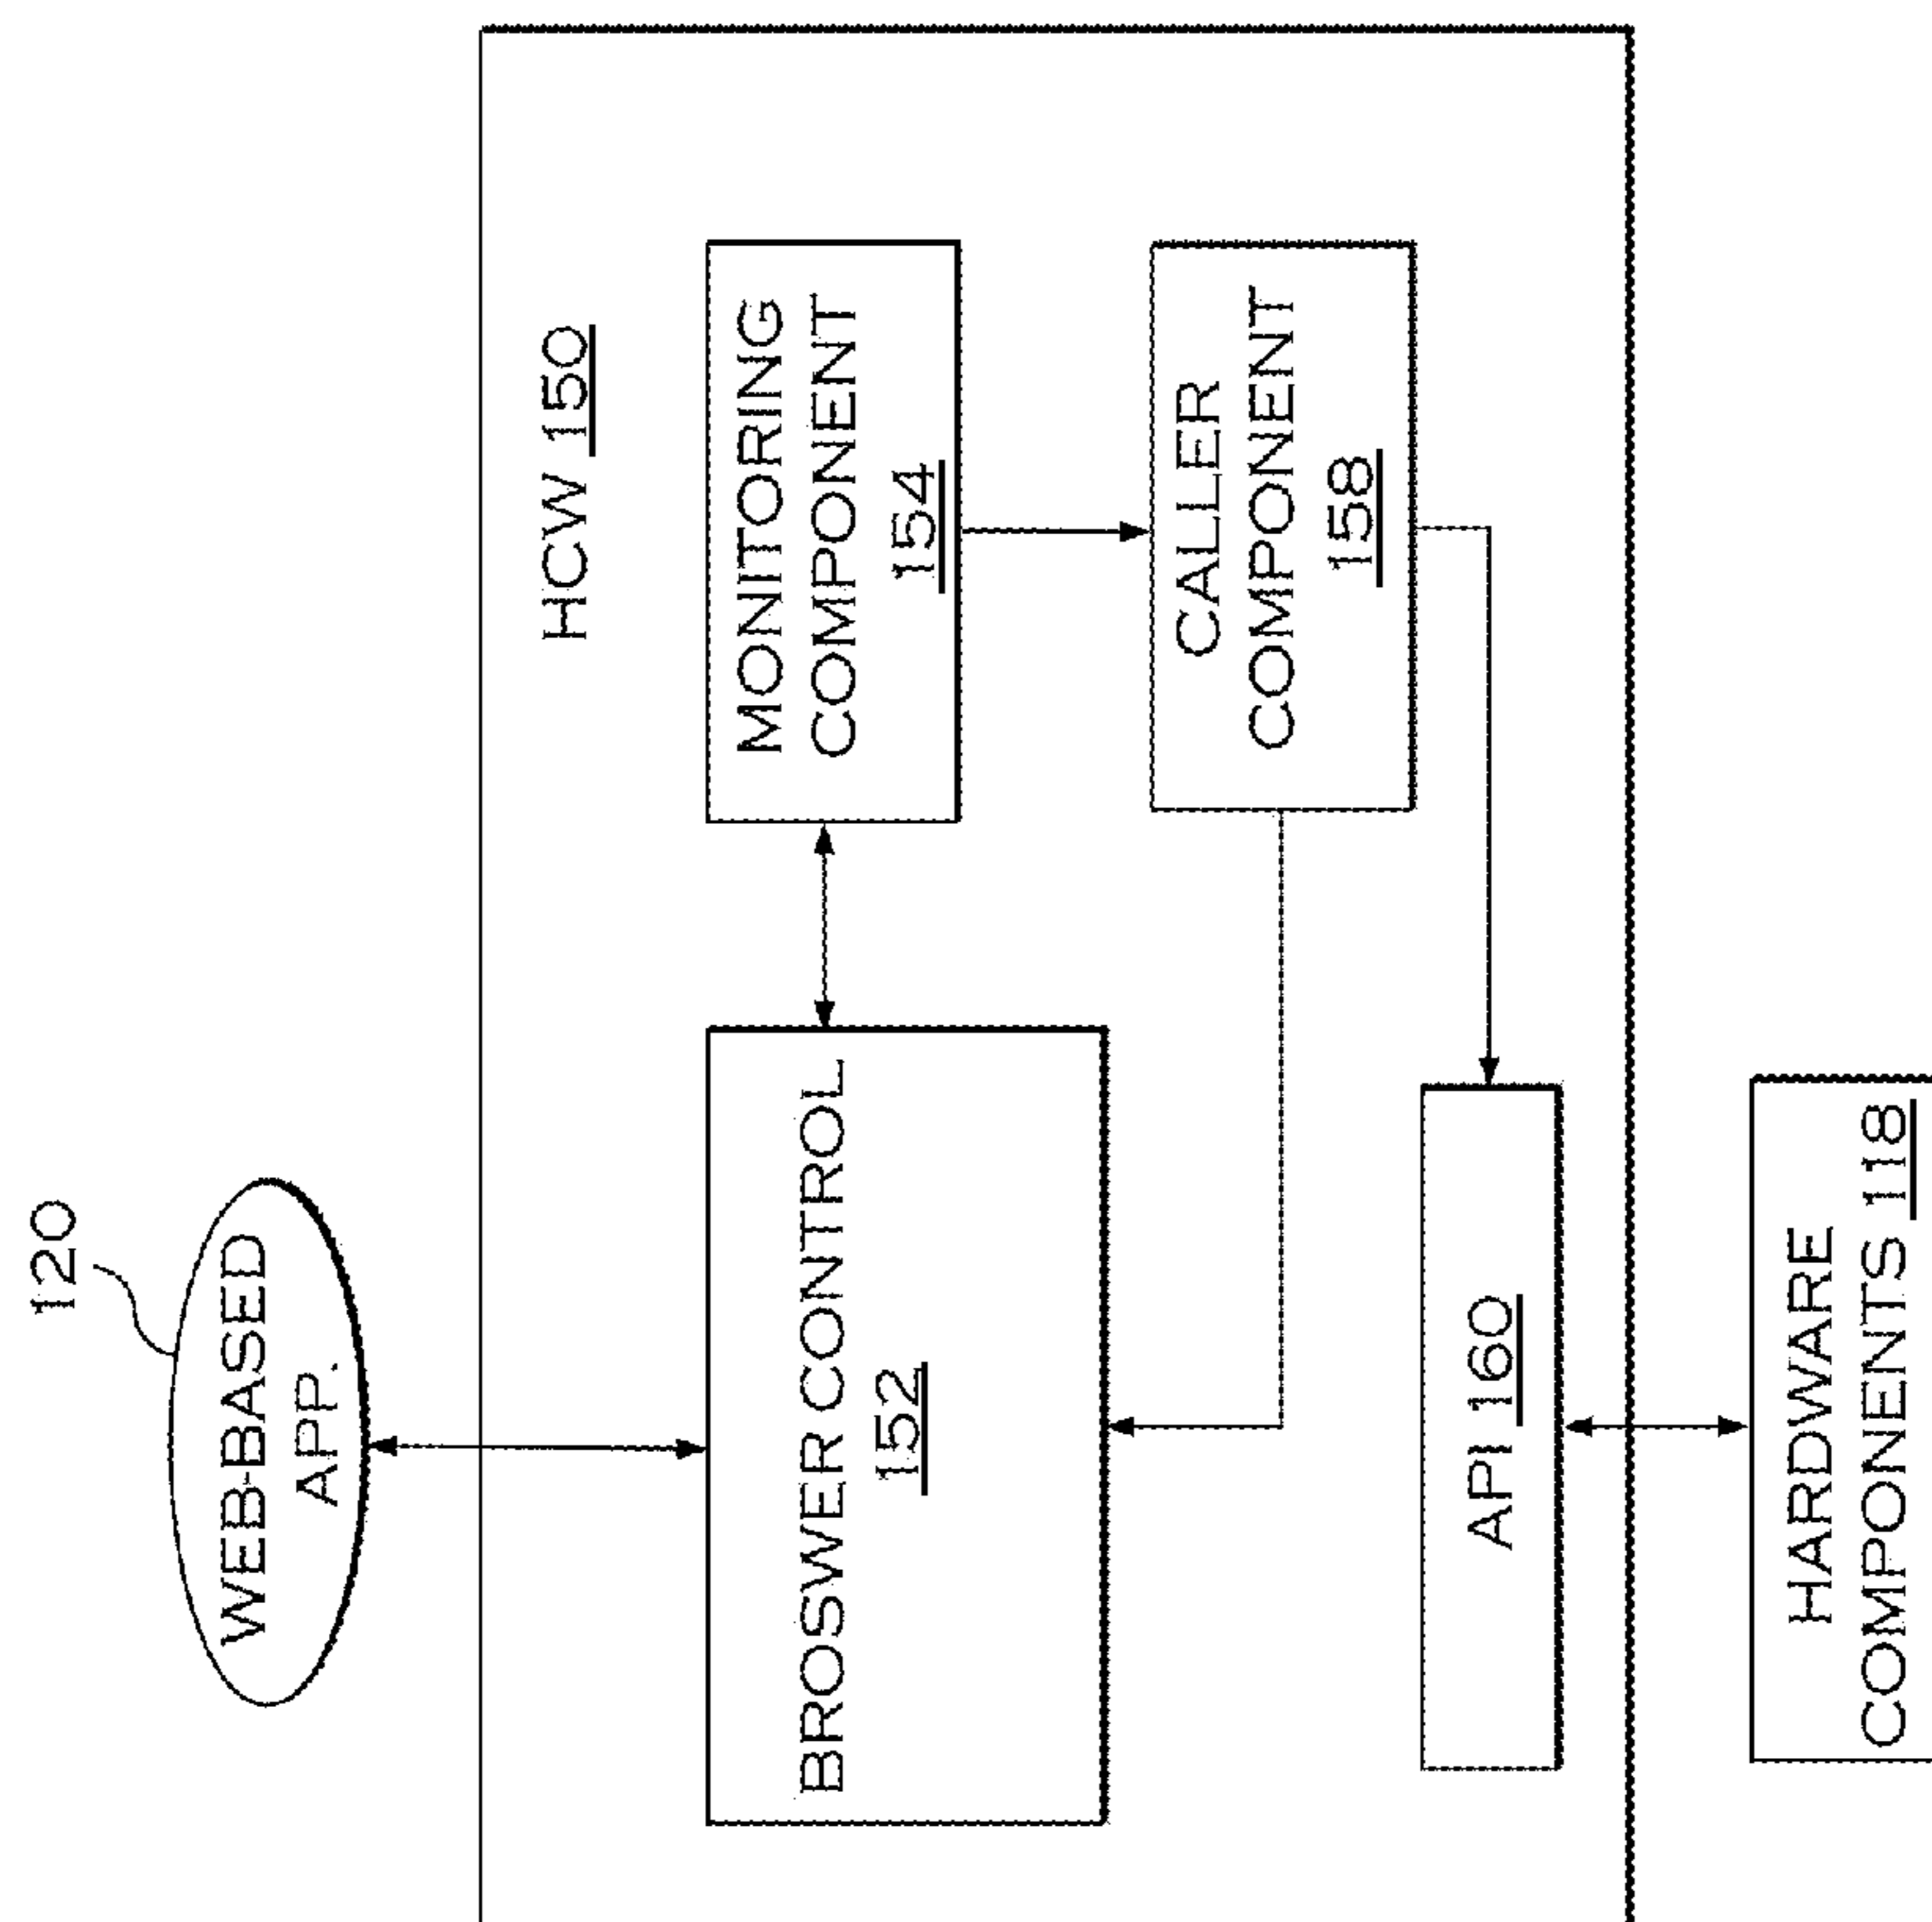 120
WEB-BASED
APP.
HCW 150
BROSWER CONTROL
152
MONITORING
COMPONENT
154
CALLER
COMPONENT
158
API 160
HARDWARE
COMPONENTS 118